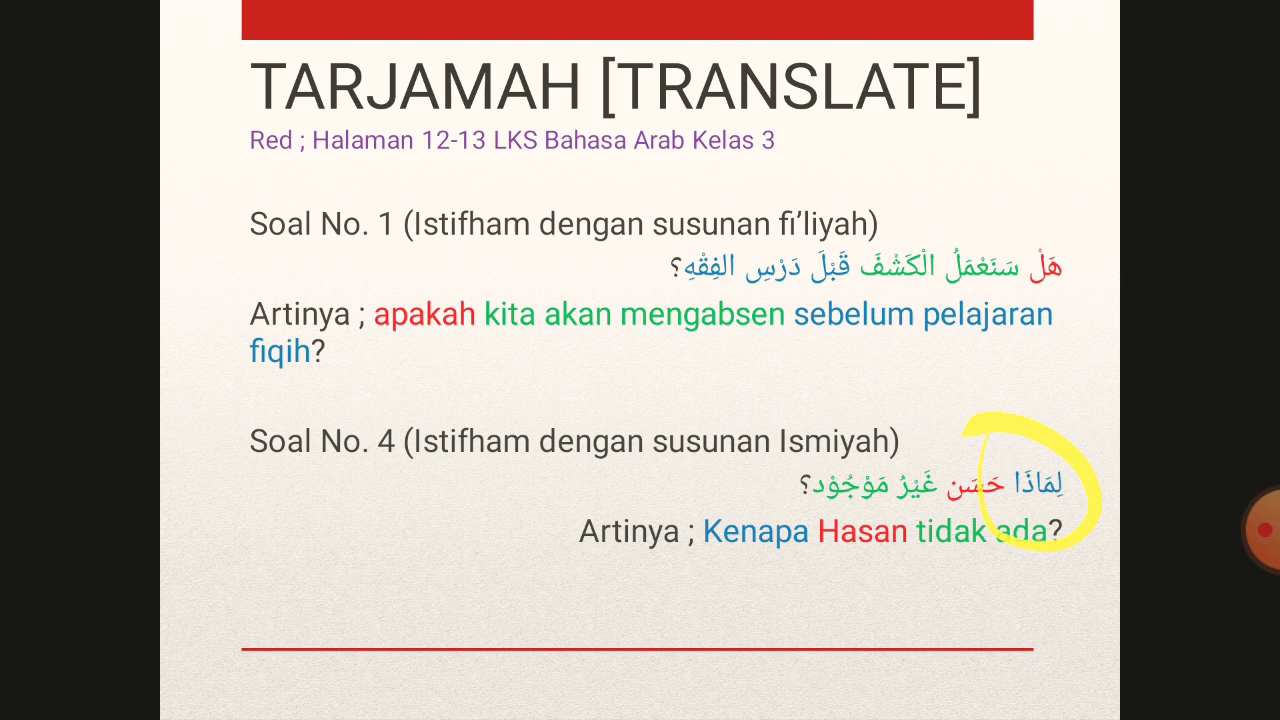 TARJAMAH [TRANSLATE]
Red ; Halaman 12-13 LKS Bahasa Arab Kelas 3
Soal No. 1 (Istifham dengan susunan fi’liyah)
هَلْ سَنَعْمَلُ الْكَشْفَ قَبْلَ دَرْسِ الفِقْهِ؟
Artinya ; apakah kita akan mengabsen sebelum pelajaran
fiqih?
Soal No. 4 (Istifham dengan susunan Ismiyah)
لِمَاذَا حَسَن غَيْرُ مَوْجُوْد؟
Artinya ; Kenapa Hasan tidak ada?